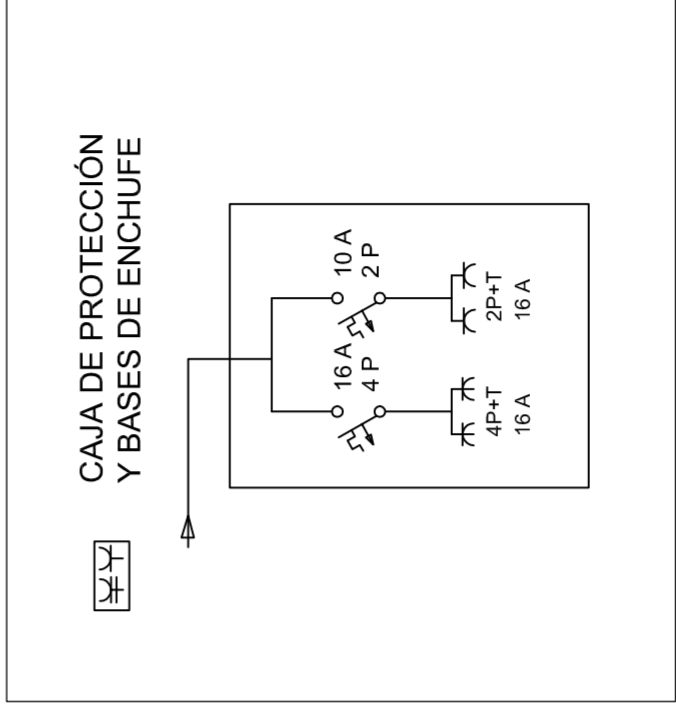 CAJA DE PROTECCIÓN
Y BASES DE ENCHUFE
16 A
4 P
10 A
2 P
4P+T
16 A
2P+T
16 A